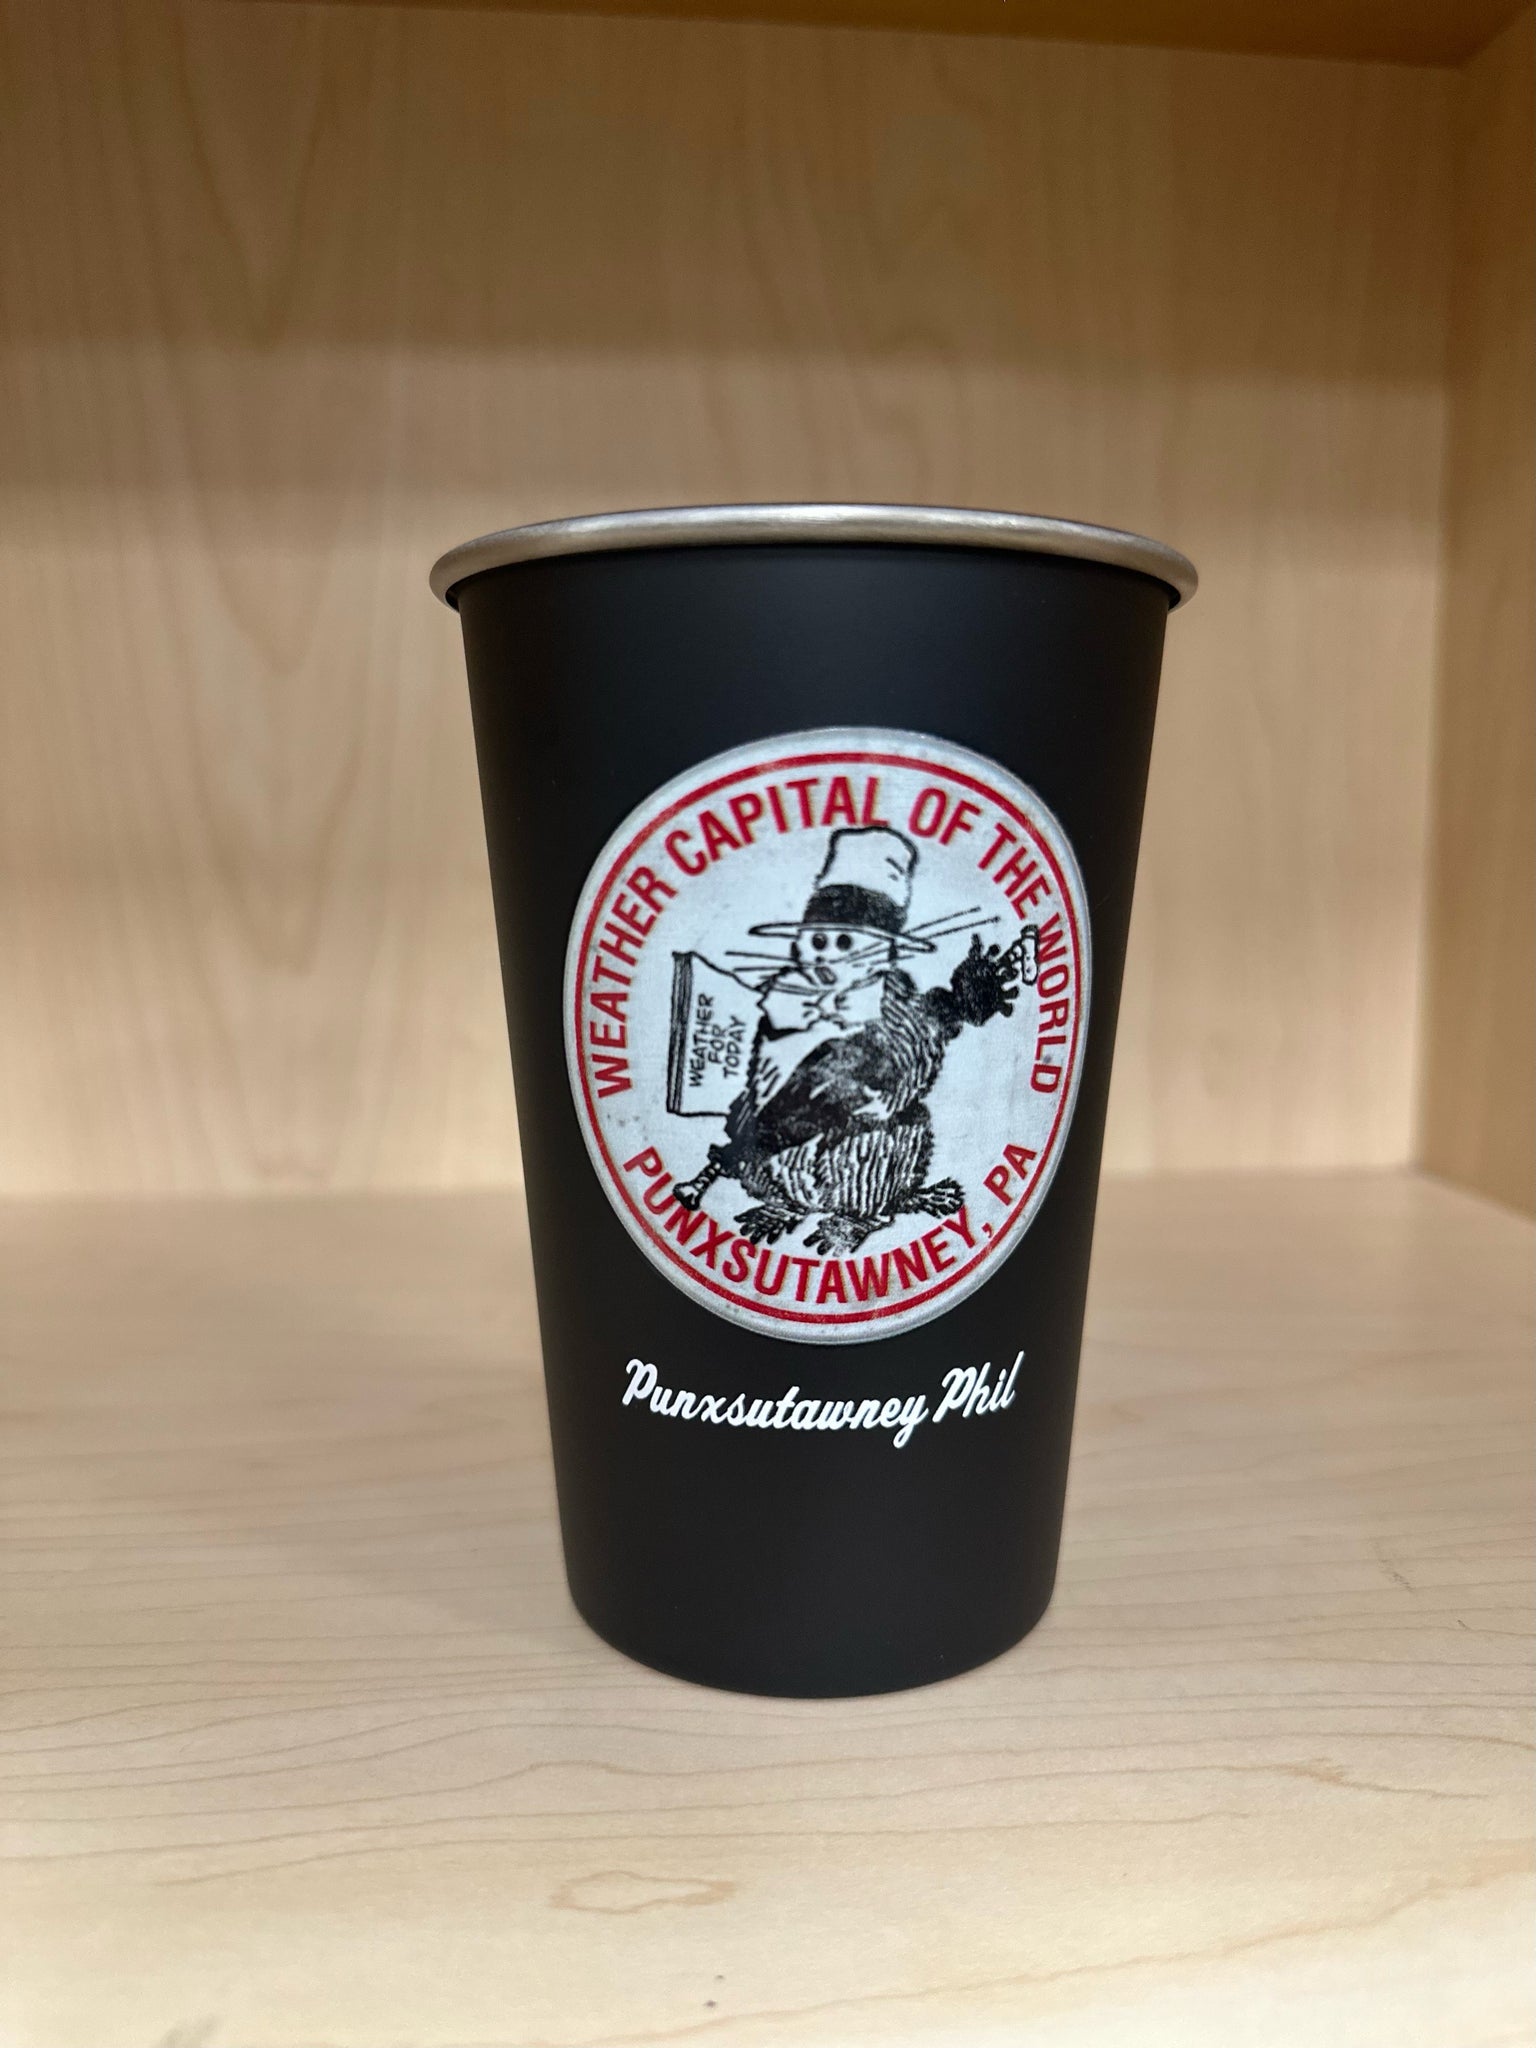 WEATHER CAPITAL OF THE WORLD
WEATHER
FOR
TODAY
PUNXSUTAWNEY, PA
Punxsutawney Phil